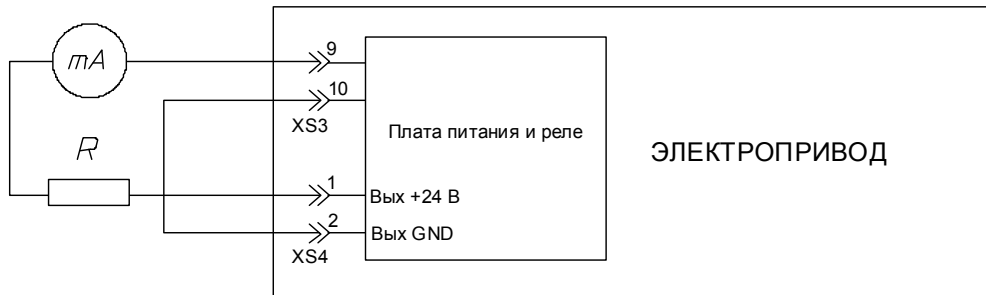 mA
9
10
XS3
Плата питания и реле
ЭЛЕКТРОПРИВОД
R
1
Вых +24 В
2
Вых GND
XS4